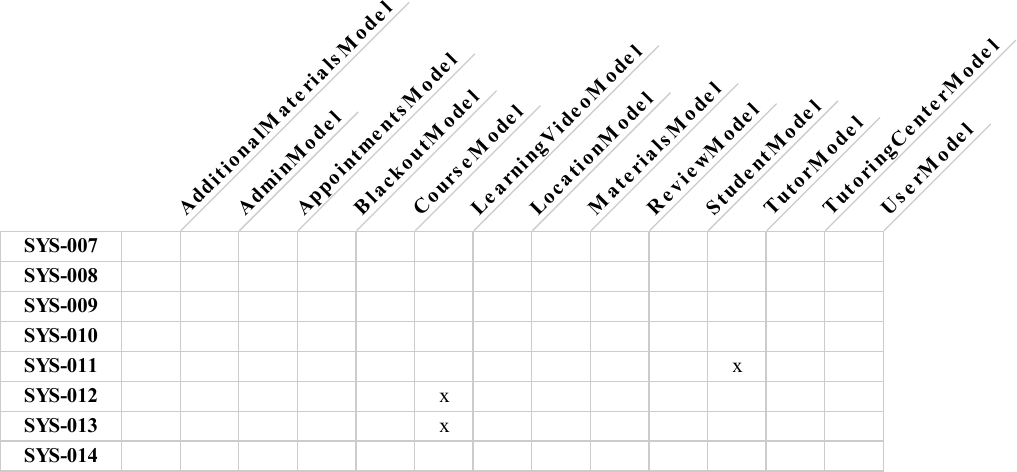 AdditionalMaterialsModel
AdminModel
AppointmentsModel
BlackoutModel
CourseModel
LearningVideoModel
LocationModel
MaterialsModel
ReviewModel
StudentModel
TutorModel
TutoringCenterModel
UserModel
SYS-007
SYS-008
SYS-009
SYS-010
SYS-011 x
SYS-012 x
SYS-013 x
SYS-014